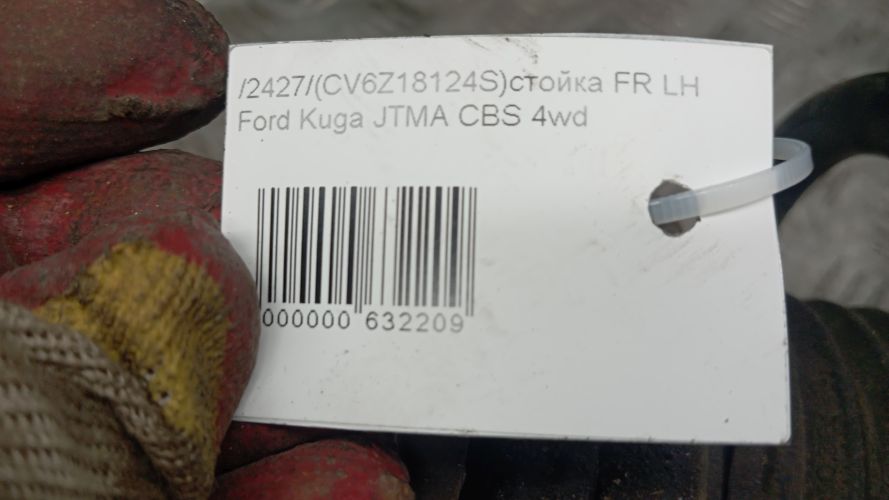 /2427/(CV6Z18124S)стойка FR LH
Ford Kuga JTMA CBS 4wd
000000 632209